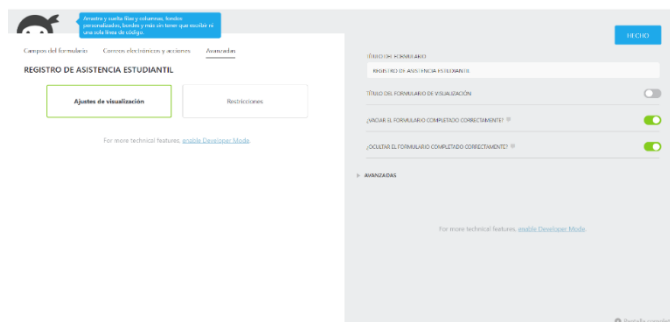 Arrastra y suelta filas y columnas, fondos
personalizados, bordes y más sin tener que escribir ni
una sola línea de código.
HECHO
Campos del formulario Correos electrónicos y acciones Avanzadas
REGISTRO DE ASISTENCIA ESTUDIANTIL
Ajustes de visualización Restricciones
For more technical features, enable Developer Mode.
TÍTULO DEL FORMULARIO
REGISTRO DE ASISTENCIA ESTUDIANTIL
TÍTULO DEL FORMULARIO DE VISUALIZACIÓN
¿VACIAR EL FORMULARIO COMPLETADO CORRECTAMENTE?
¿OCULTAR EL FORMULARIO COMPLETADO CORRECTAMENTE?
AVANZADAS
For more technical features, enable Developer Mode.
Pantalla completa